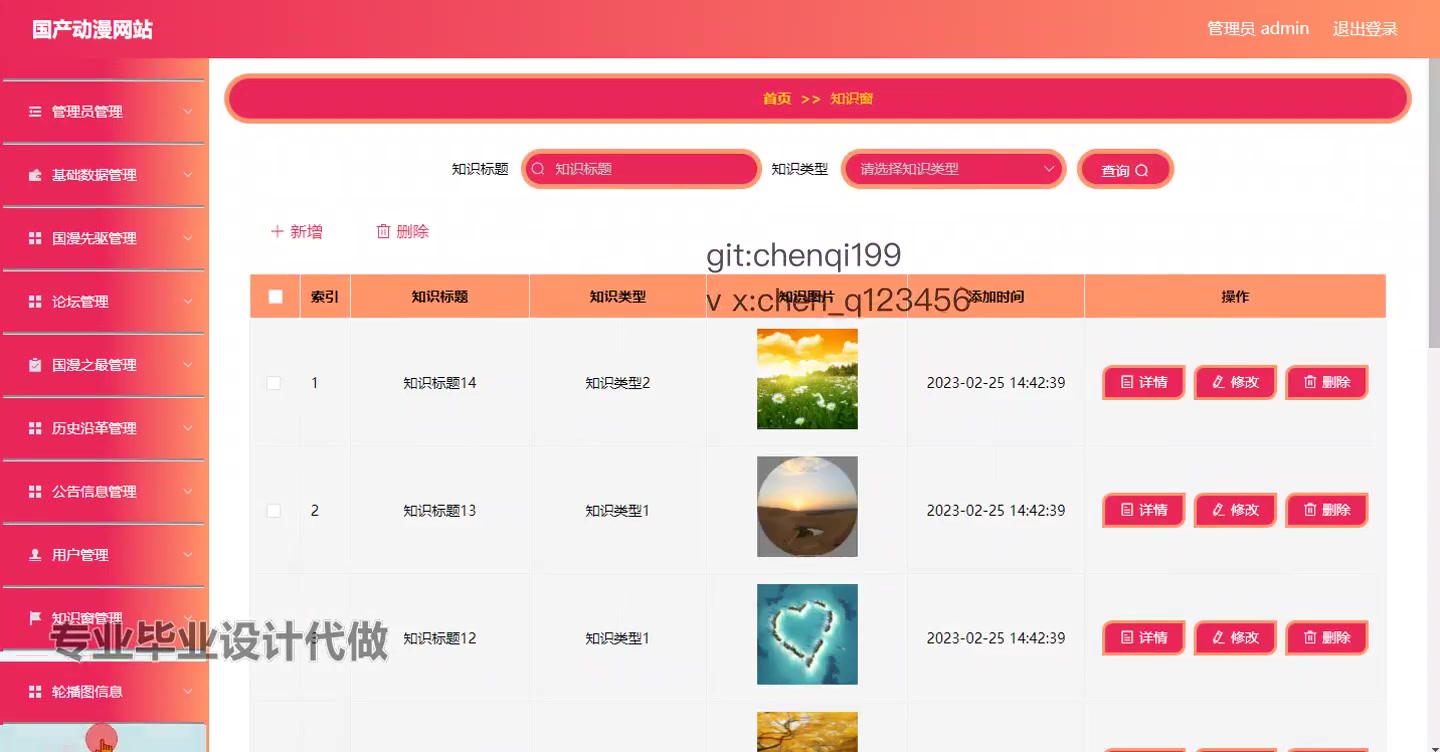 国产动漫网站
管理员 admin 退出登录
管理员管理
基础数据管理
国漫先驱管理
论坛管理
国漫之最管理
历史沿革管理
公告信息管理
用户管理
知识窗管理
轮播图信息
首页 >> 知识窗
知识标题 知识标题 知识类型 请选择知识类型 查询
新增 删除
git:chenqi199
v x:chen_q123456
索引 知识标题 知识类型 知识图片 添加时间 操作
1 知识标题14 知识类型2 2023-02-25 14:42:39 详情 修改 删除
2 知识标题13 知识类型1 2023-02-25 14:42:39 详情 修改 删除
3 知识标题12 知识类型1 2023-02-25 14:42:39 详情 修改 删除
专业毕业设计代做